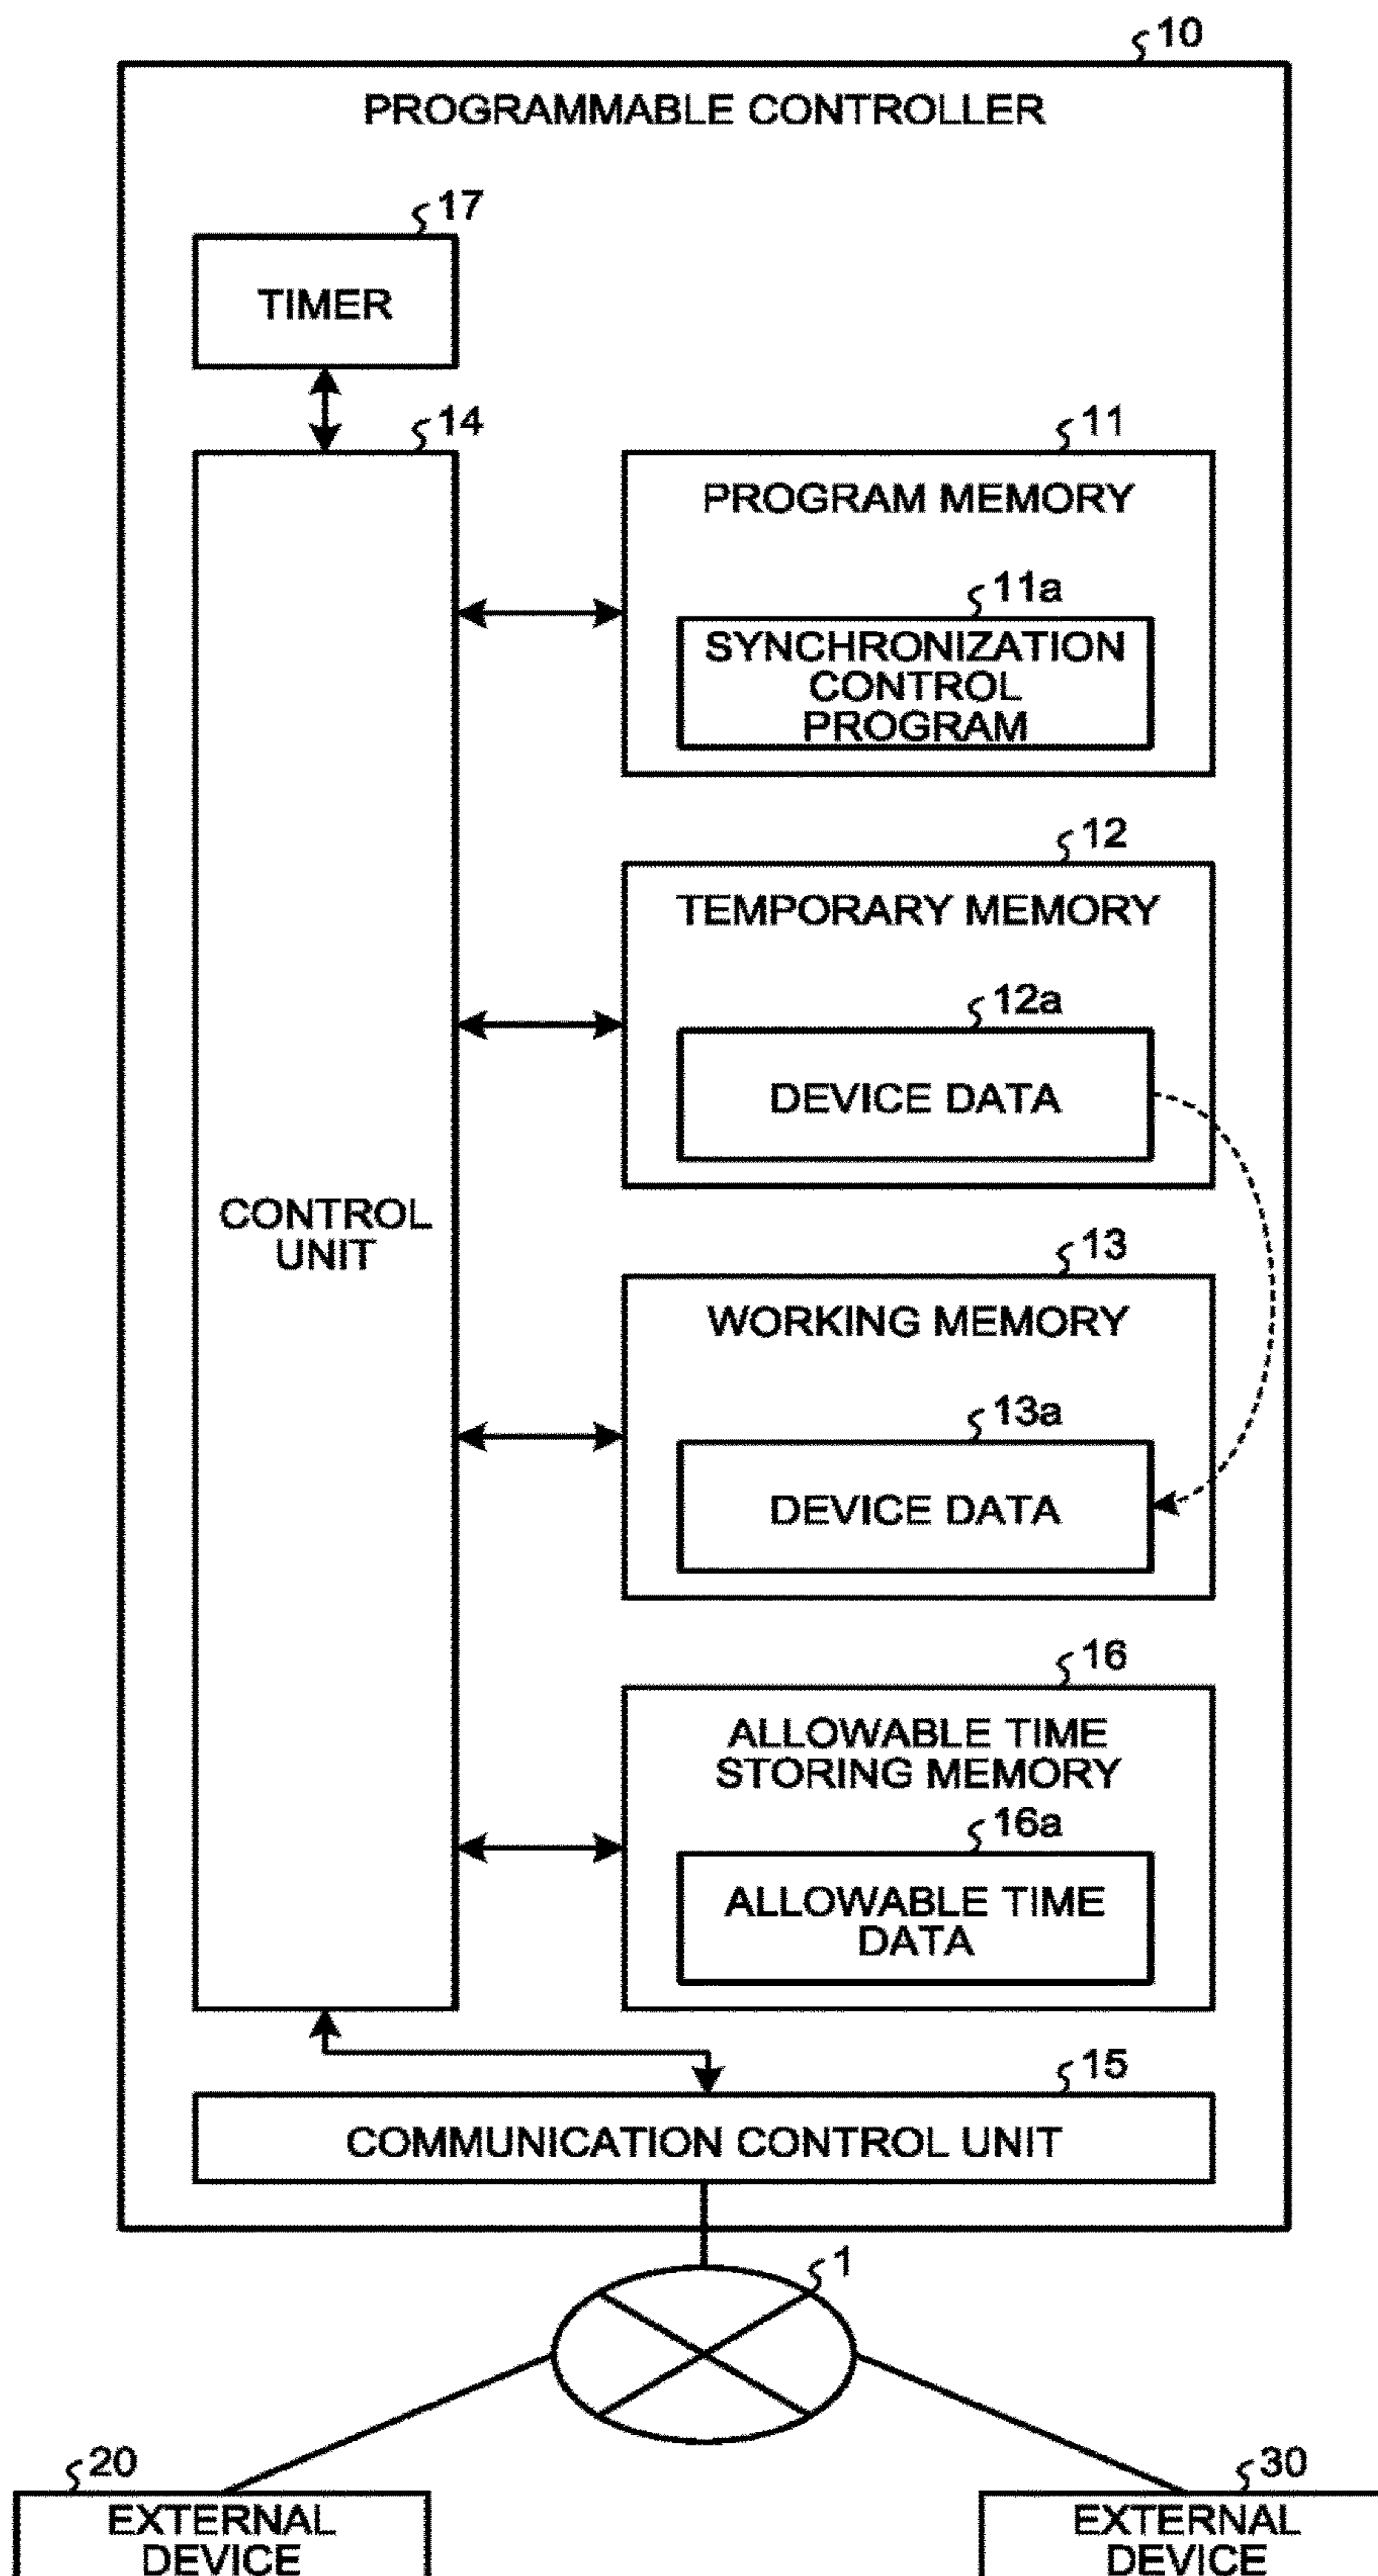 10
PROGRAMMABLE CONTROLLER
17
TIMER
14
CONTROL
UNIT
11
PROGRAM MEMORY
11a
SYNCHRONIZATION
CONTROL
PROGRAM
12
TEMPORARY MEMORY
12a
DEVICE DATA
13
WORKING MEMORY
13a
DEVICE DATA
16
ALLOWABLE TIME
STORING MEMORY
16a
ALLOWABLE TIME
DATA
15
COMMUNICATION CONTROL UNIT
1
20
EXTERNAL
DEVICE
30
EXTERNAL
DEVICE